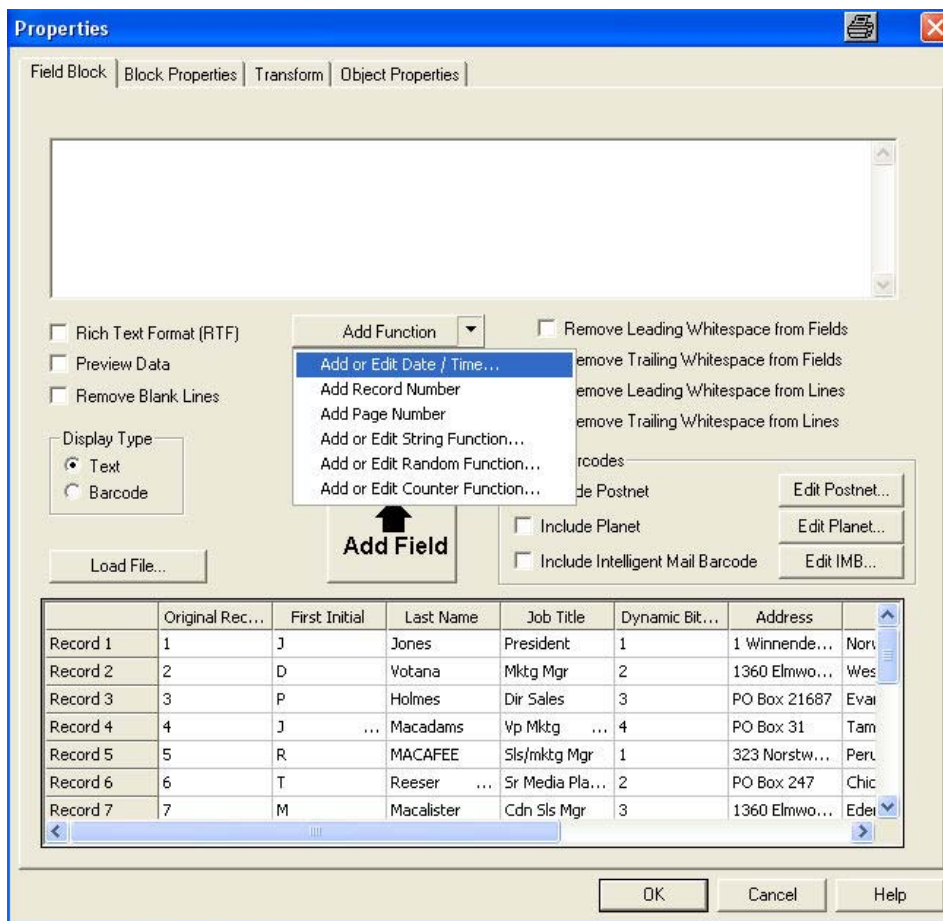 Properties
Field Block Block Properties Transform Object Properties
Rich Text Format (RTF) Add Function Remove Leading Whitespace from Fields
Preview Data Add or Edit Date / Time... emove Trailing Whitespace from Fields
Remove Blank Lines Add Record Number emove Leading Whitespace from Lines
Add Page Number emove Trailing Whitespace from Lines
Display Type Add or Edit String Function...
Text Add or Edit Random Function... rcodes
Barcode Add or Edit Counter Function... de Postnet Edit Postnet...
Include Planet Edit Planet...
Add Field
Load File... Include Intelligent Mail Barcode Edit IMB...
Original Rec... First Initial Last Name Job Title Dynamic Bit... Address
Record 1 1 J Jones President 1 1 Winnende... Norv
Record 2 2 D Votana Mktg Mgr 2 1360 Elmwo... Wes
Record 3 3 P Holmes Dir Sales 3 PO Box 21687 Evai
Record 4 4 J ... Macadams Vp Mktg ... 4 PO Box 31 Tam
Record 5 5 R MACAFEE Sls/mktg Mgr 1 323 Norstw... Peru
Record 6 6 T Reeser ... Sr Media Pla... 2 PO Box 247 Chic
Record 7 7 M Macalister Cdn Sls Mgr 3 1360 Elmwo... Eder
OK Cancel Help